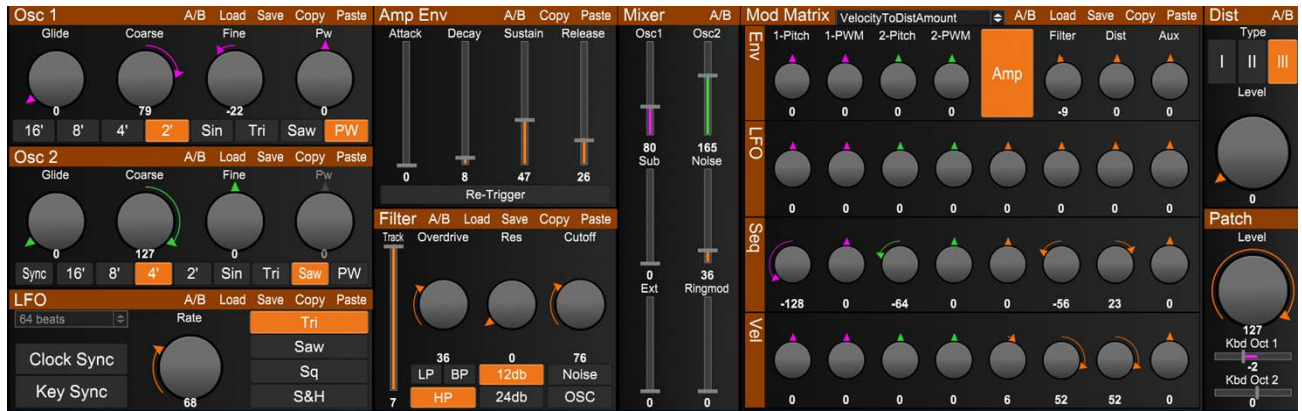 Osc 1 A/B Load Save Copy Paste
Glide Coarse Fine Pw
0 79 -22 0
16' 8' 4' 2' Sin Tri Saw PW
Osc 2 A/B Load Save Copy Paste
Glide Coarse Fine Pw
0 127 0 0
Sync 16' 8' 4' 2' Sin Tri Saw PW
LFO A/B Load Save Copy Paste
64 beats Rate Tri
Saw
Clock Sync Sq
Key Sync 68 S&H
Amp Env A/B Copy Paste
Attack Decay Sustain Release
0 8 47 26
Re-Trigger
Filter A/B Load Save Copy Paste
Track Overdrive Res Cutoff
36 0 76
LP BP 12db Noise
7 HP 24db OSC
Mixer A/B
Osc1 Osc2
80 165
Sub Noise
0 36
Ext Ringmod
0 0
Mod Matrix VelocityToDistAmount A/B Load Save Copy Paste
Env 1-Pitch 1-PWM 2-Pitch 2-PWM Amp Filter Dist Aux
0 0 0 0 -9 0 0
LFO
0 0 0 0 0 0 0 0
Seq
-128 0 -64 0 0 -56 23 0
Vel
0 0 0 0 6 52 52 0
Dist A/B
Type
I II III
Level
0
Patch
Level
127
Kbd Oct 1
-2
Kbd Oct 2
0